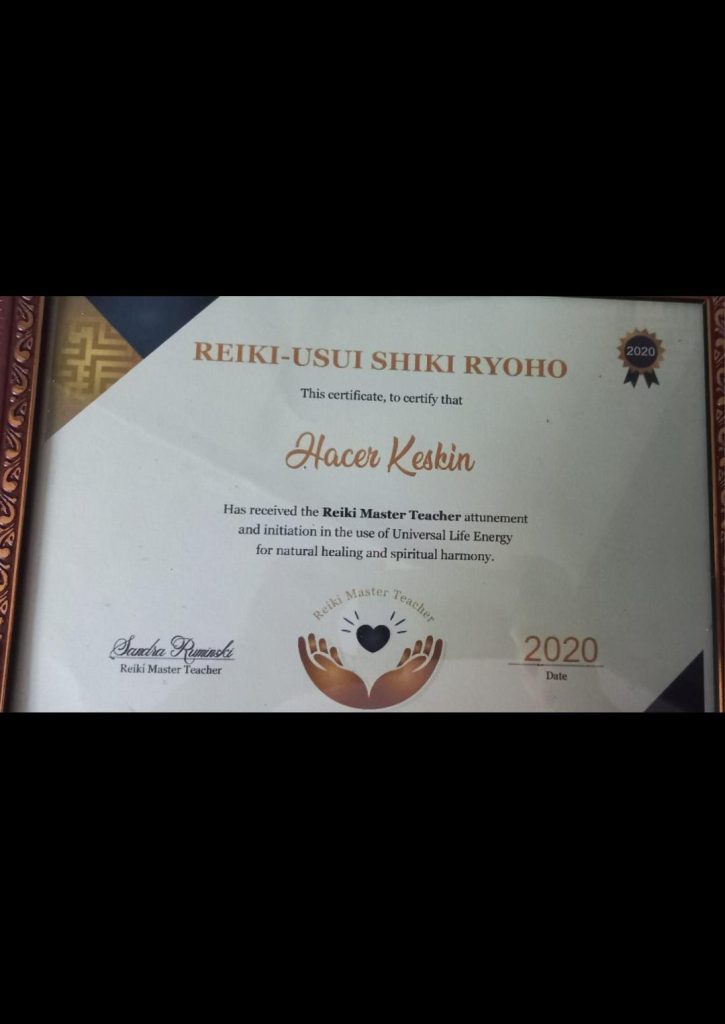 REIKI-USUI SHIKI RYOHO
2020
This certificate, to certify that
Hacer Keskin
Has received the Reiki Master Teacher attunement
and initiation in the use of Universal Life Energy
for natural healing and spiritual harmony.
Reiki Master Teacher
Sandra Ruminski
Reiki Master Teacher
2020
Date